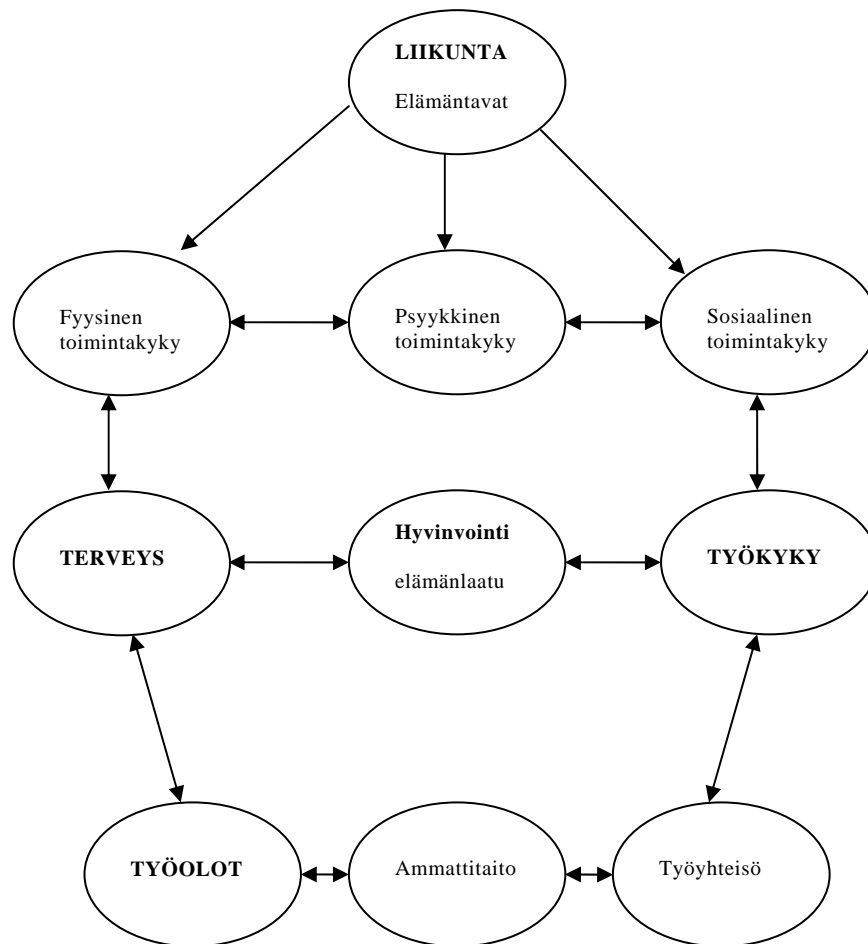 LIIKUNTA
Elämäntavat
Fyysinen
toimintakyky
Psyykkinen
toimintakyky
Sosiaalinen
toimintakyky
TERVEYS
Hyvinvointi
elämänlaatu
TYÖKYKY
TYÖOLOT
Ammattitaito
Työyhteisö